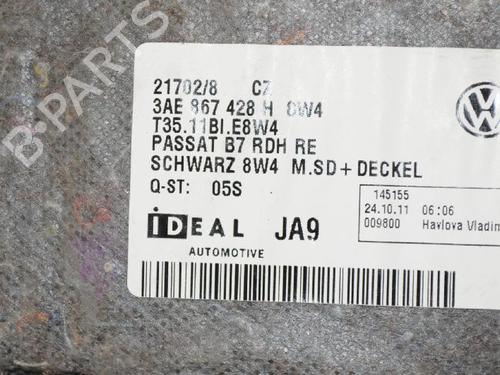 B-PARTS
21702/8 CZ
3AE 867 428 H 8W4
T35.11BI.E8W4
PASSAT B7 RDH RE
SCHWARZ 8W4 M.SD+DECKEL
Q-ST: 05S
iDEAL JA9
AUTOMOTIVE
145155
24.10.11 06:06
009800 Havlova Vladim